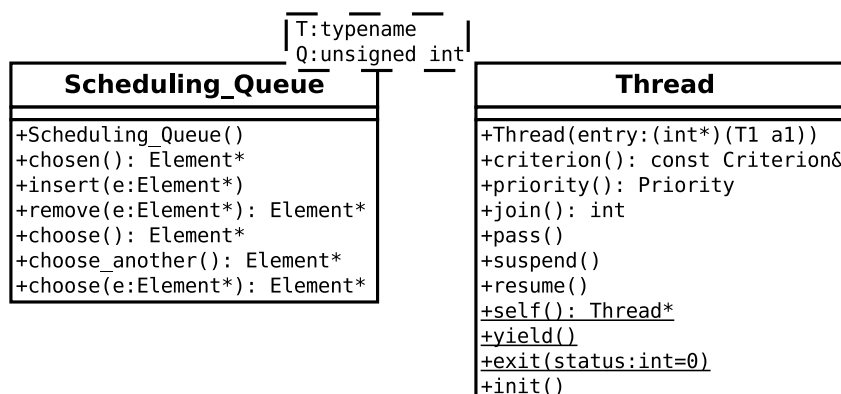 T:typename
Q:unsigned int
Scheduling_Queue
+Scheduling_Queue()
+chosen(): Element*
+insert(e:Element*)
+remove(e:Element*): Element*
+choose(): Element*
+choose_another(): Element*
+choose(e:Element*): Element*
Thread
+Thread(entry:(int*)(T1 a1))
+criterion(): const Criterion&
+priority(): Priority
+join(): int
+pass()
+suspend()
+resume()
+self(): Thread*
+yield()
+exit(status:int=0)
+init()